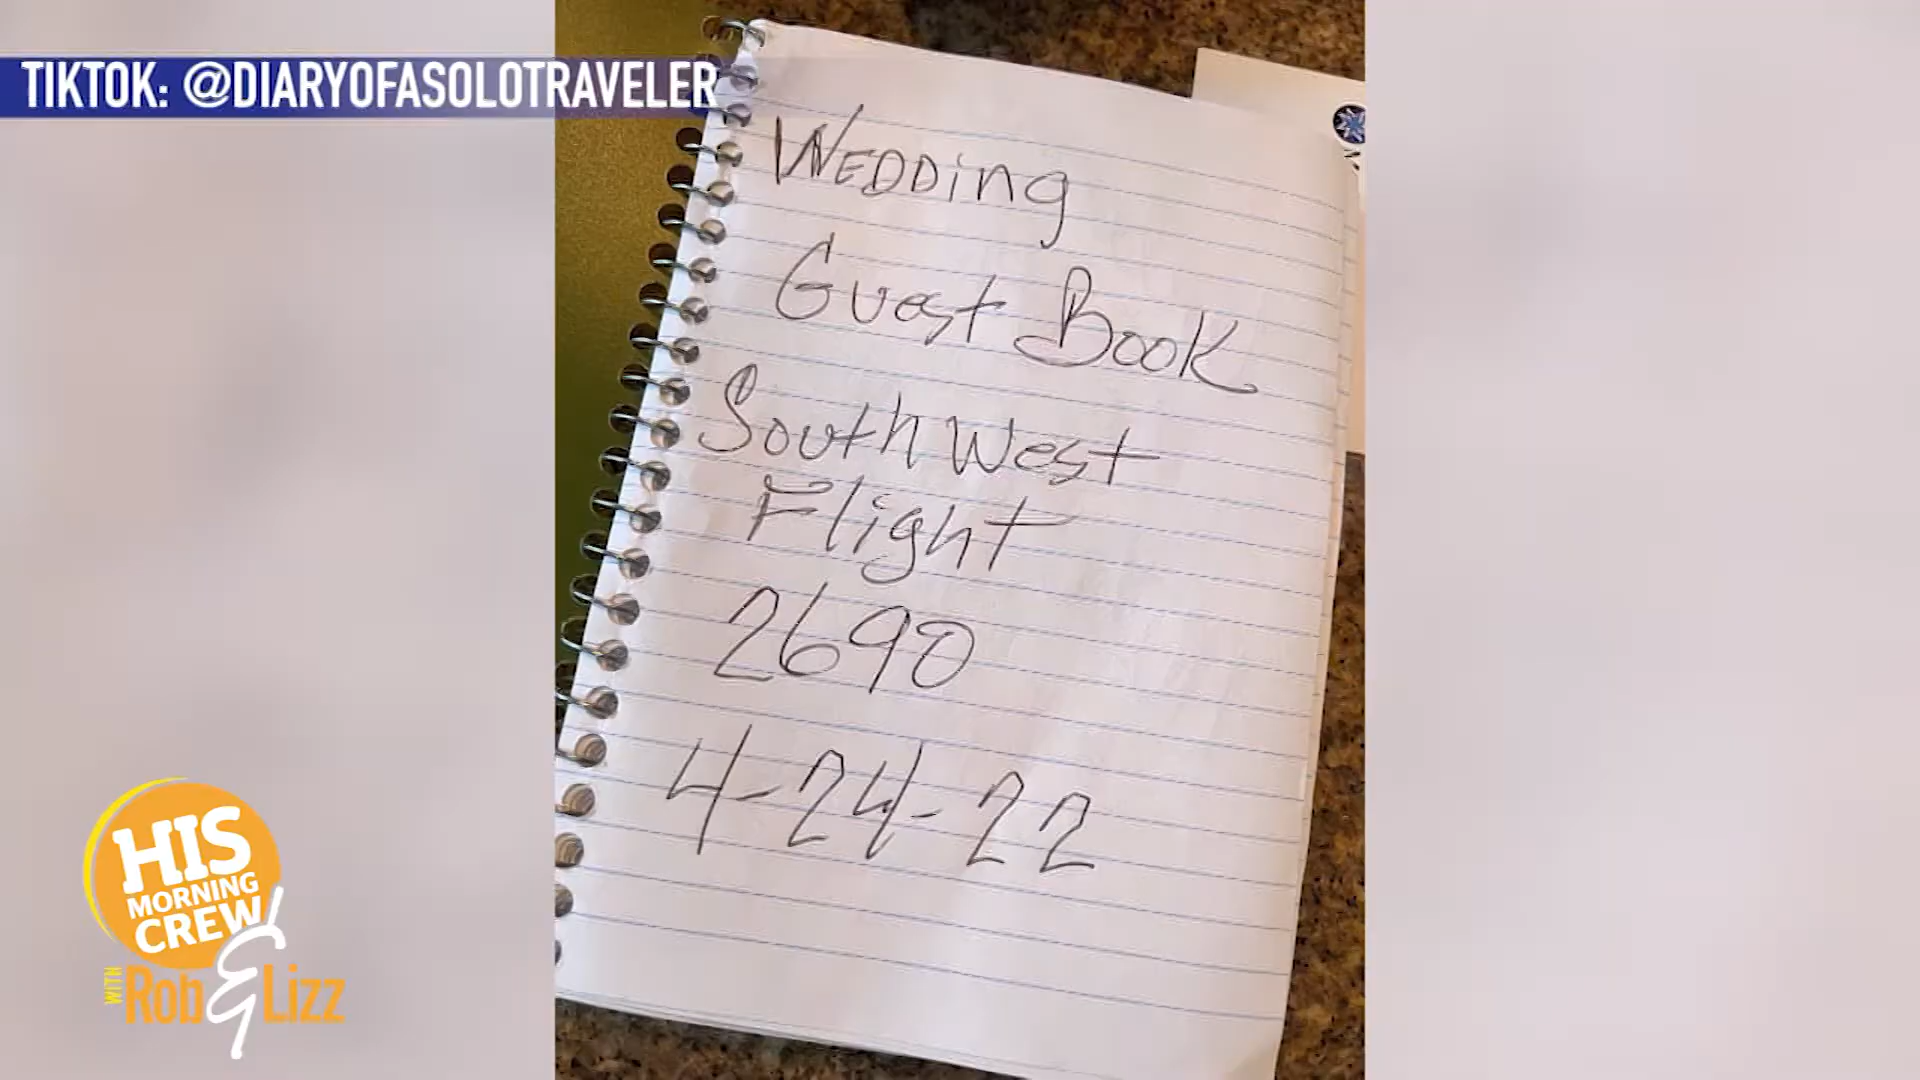 TIKTOK: @DIARYOFASOLOTRAVELER
WEDDing
Guest Book
SouthWest
Flight
2690
4-24-22
HIS
MORNING
CREW
WITH
Rob & Lizz